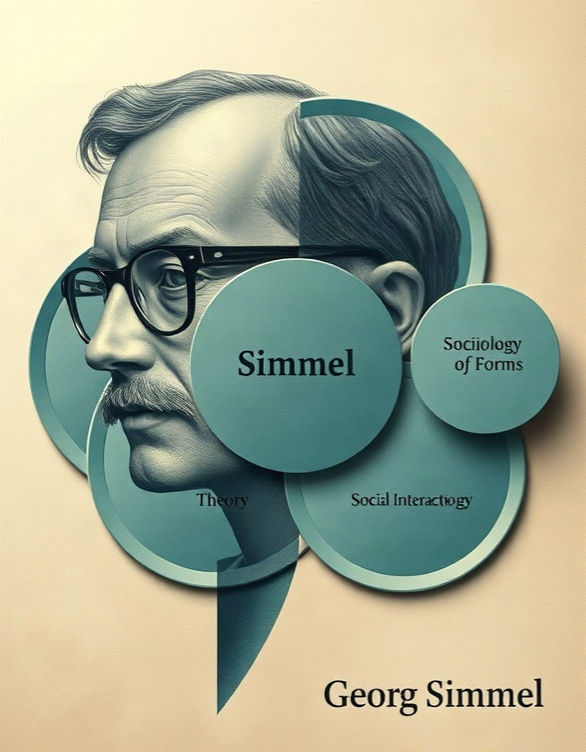 Simmel
Sociiology
of Forms
Theory
Social Interactiogy
Georg Simmel